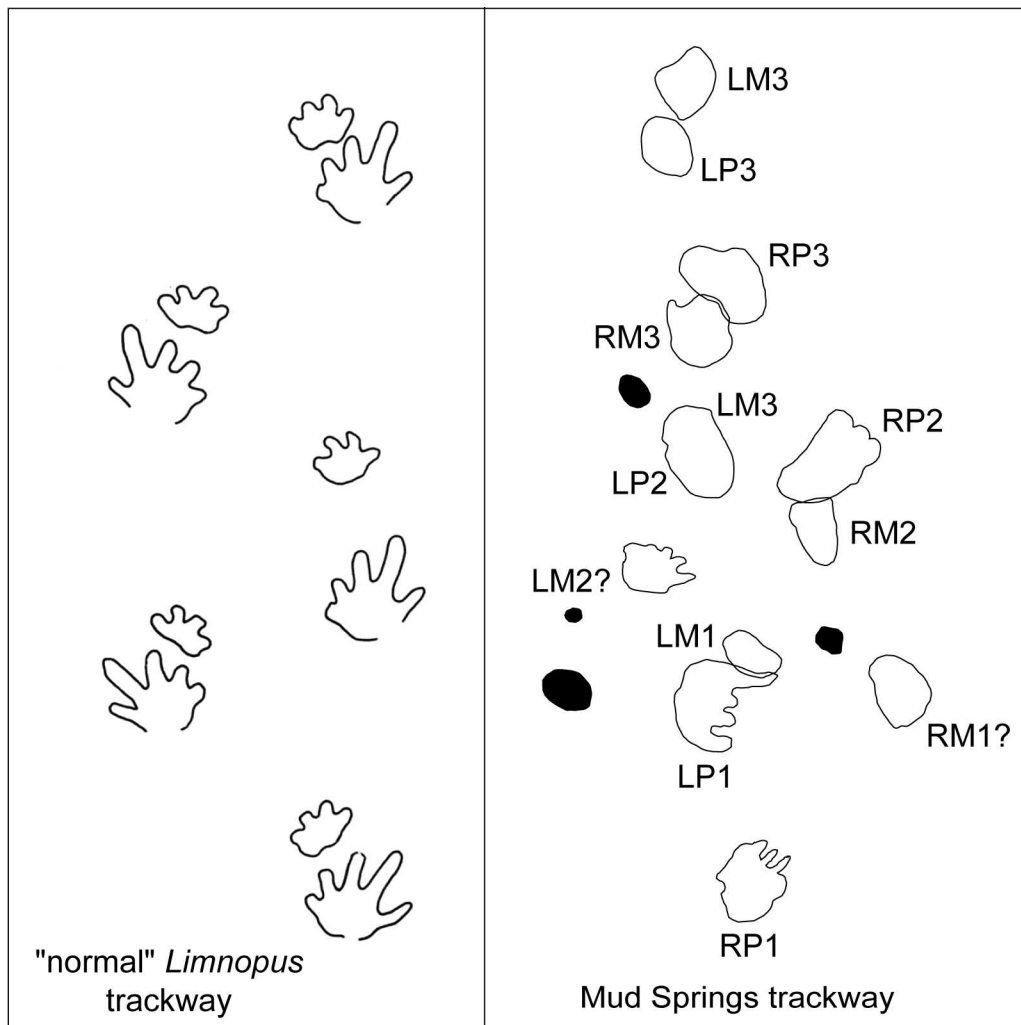 LM3
LP3
RP3
RM3
LM3
RP2
LP2
RM2
LM2?
LM1
RM1?
LP1
RP1
"normal" Limnopus
trackway
Mud Springs trackway